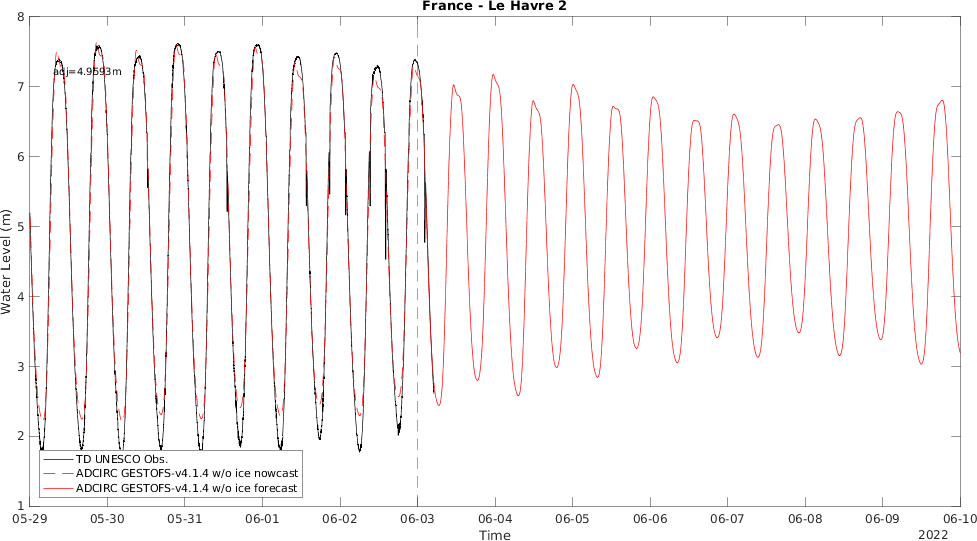 France - Le Havre 2
8
adj=4.9593m
7
6
5
Water Level (m)
4
3
2
TD UNESCO Obs.
ADCIRC GESTOFS-v4.1.4 w/o ice nowcast
ADCIRC GESTOFS-v4.1.4 w/o ice forecast
1
05-29 05-30 05-31 06-01 06-02 06-03 06-04 06-05 06-06 06-07 06-08 06-09 06-10
Time
2022